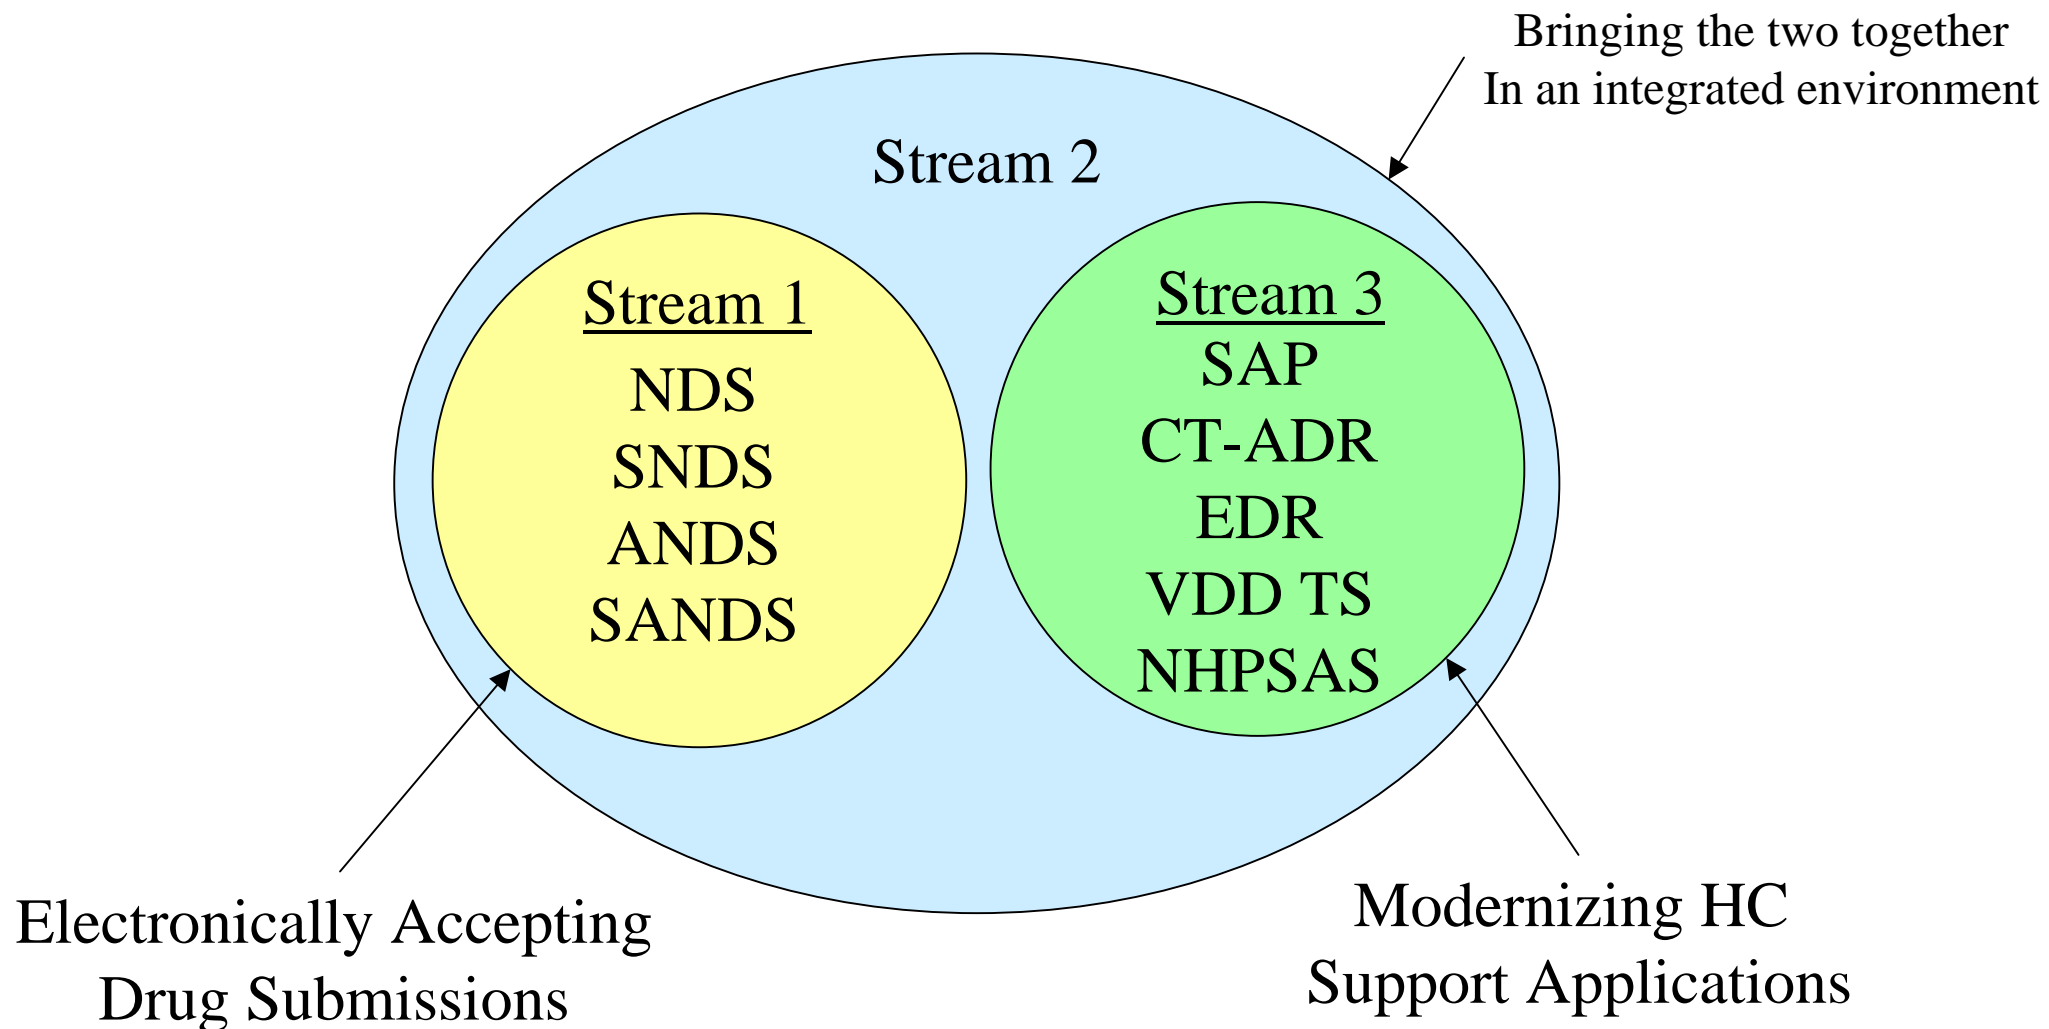 Bringing the two together
In an integrated environment
Stream 2
Stream 1
NDS
SNDS
ANDS
SANDS
Stream 3
SAP
CT-ADR
EDR
VDD TS
NHPSAS
Electronically Accepting
Drug Submissions
Modernizing HC
Support Applications